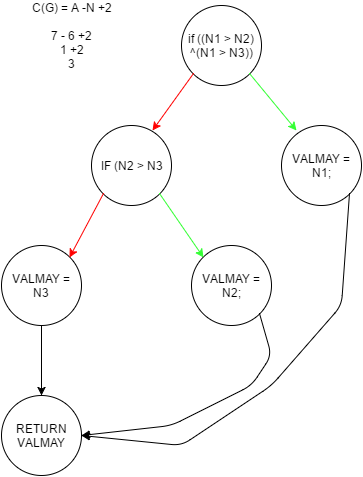 C(G) = A -N +2
7 - 6 +2
1 +2
3
if ((N1 > N2)
^(N1 > N3))
IF (N2 > N3
VALMAY =
N1;
VALMAY =
N3
VALMAY =
N2;
RETURN
VALMAY